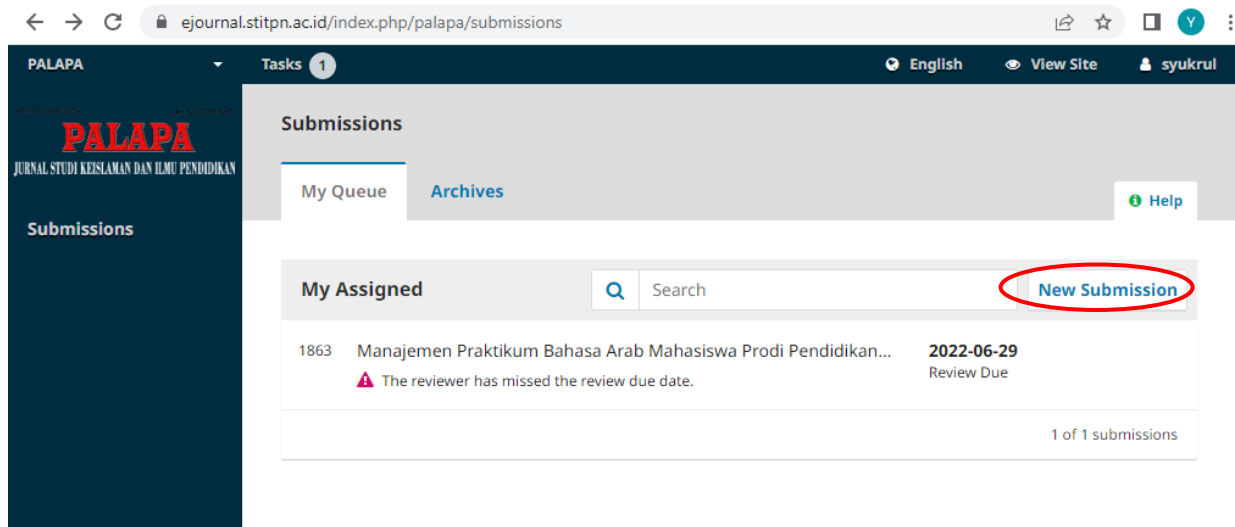 ejournal.stitpn.ac.id/index.php/palapa/submissions
Y
PALAPA
Tasks 1
English
View Site
syukrul
PALAPA
JURNAL STUDI KEISLAMAN DAN ILMU PENDIDIKAN
Submissions
Submissions
My Queue
Archives
Help
My Assigned
Search
New Submission
1863 Manajemen Praktikum Bahasa Arab Mahasiswa Prodi Pendidikan... 2022-06-29
The reviewer has missed the review due date. Review Due
1 of 1 submissions